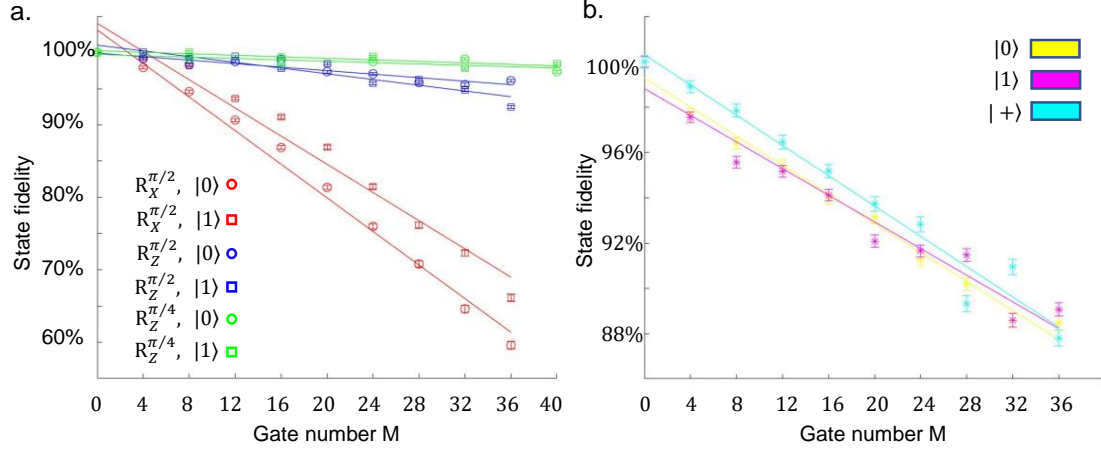 a.
100%
90%
80%
70%
60%
State fidelity
R_X^{π/2}, |0⟩
R_X^{π/2}, |1⟩
R_Z^{π/2}, |0⟩
R_Z^{π/2}, |1⟩
R_Z^{π/4}, |0⟩
R_Z^{π/4}, |1⟩
0 4 8 12 16 20 24 28 32 36 40
Gate number M
b.
|0⟩
|1⟩
|+⟩
100%
96%
92%
88%
State fidelity
0 4 8 12 16 20 24 28 32 36
Gate number M